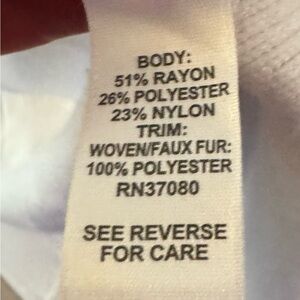 BODY:
51% RAYON
26% POLYESTER
23% NYLON
TRIM:
WOVEN/FAUX FUR:
100% POLYESTER
RN37080
SEE REVERSE
FOR CARE